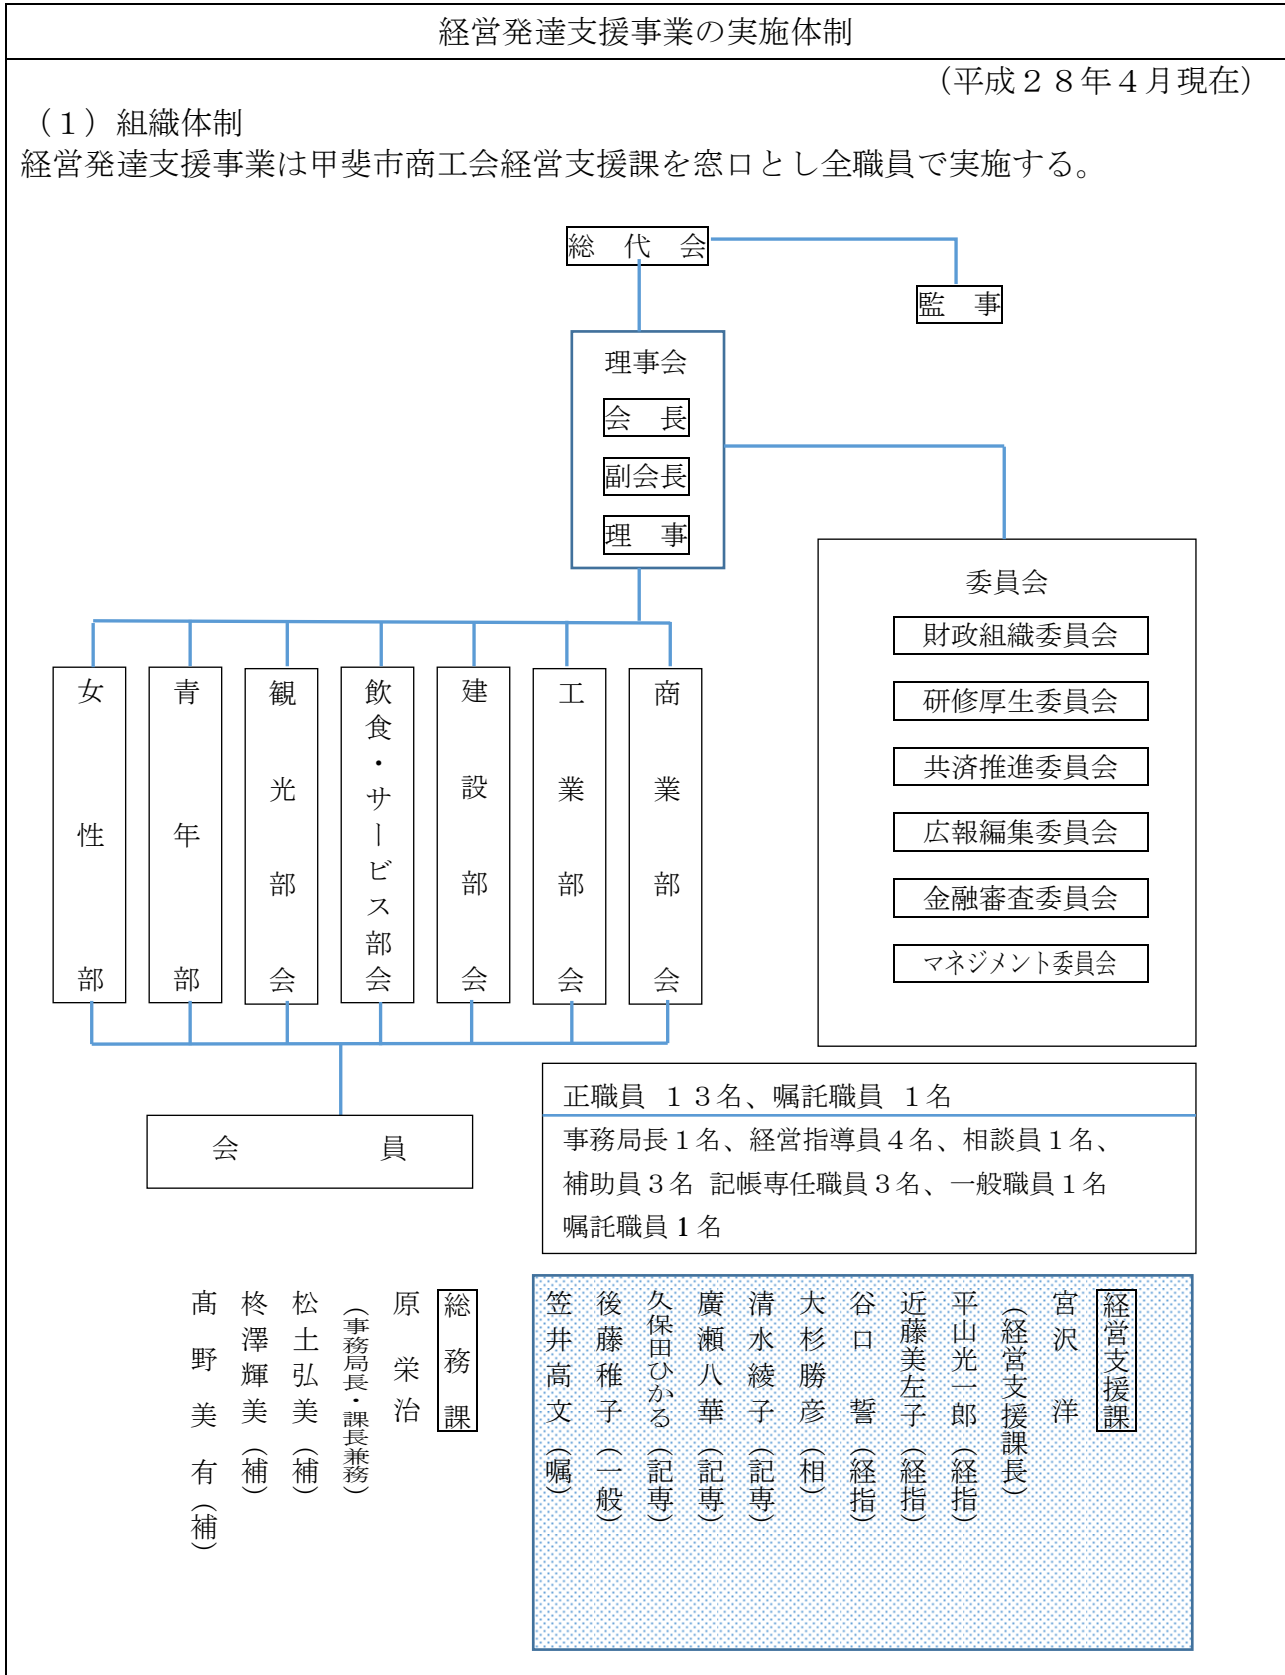 経営発達支援事業の実施体制
(平成28年4月現在)
(1)組織体制
経営発達支援事業は甲斐市商工会経営支援課を窓口とし全職員で実施する。
総 代 会
監 事
理事会
会 長
副会長
理 事
委員会
財政組織委員会
研修厚生委員会
共済推進委員会
広報編集委員会
金融審査委員会
マネジメント委員会
女性部
青年部
観光部会
飲食・サービス部会
建設部会
工業部会
商業部会
会 員
正職員 13名、嘱託職員 1名
事務局長1名、経営指導員4名、相談員1名、
補助員3名 記帳専任職員3名、一般職員1名
嘱託職員1名
経営支援課
宮沢 洋
(経営支援課長)
平山光一郎(経指)
近藤美左子(経指)
谷口 誓(経指)
大杉勝彦(相)
清水綾子(記専)
廣瀬八華(記専)
久保田ひかる(記専)
後藤稚子(一般)
笠井高文(嘱)
総務課
原 栄治
(事務局長・課長兼務)
松土弘美(補)
柊澤輝美(補)
髙野美有(補)